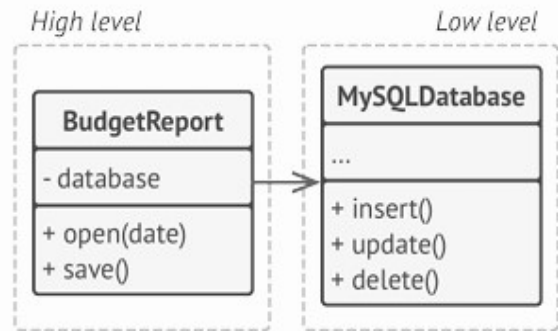 High level
Low level
BudgetReport
- database
+ open(date)
+ save()
MySQLDatabase
...
+ insert()
+ update()
+ delete()